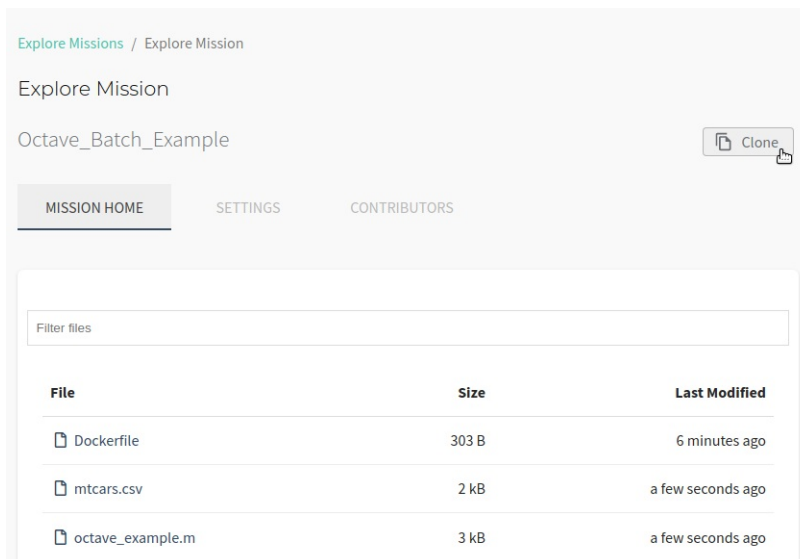 Explore Missions / Explore Mission
Explore Mission
Octave_Batch_Example
Clone
MISSION HOME SETTINGS CONTRIBUTORS
Filter files
File Size Last Modified
Dockerfile 303 B 6 minutes ago
mtcars.csv 2 kB a few seconds ago
octave_example.m 3 kB a few seconds ago